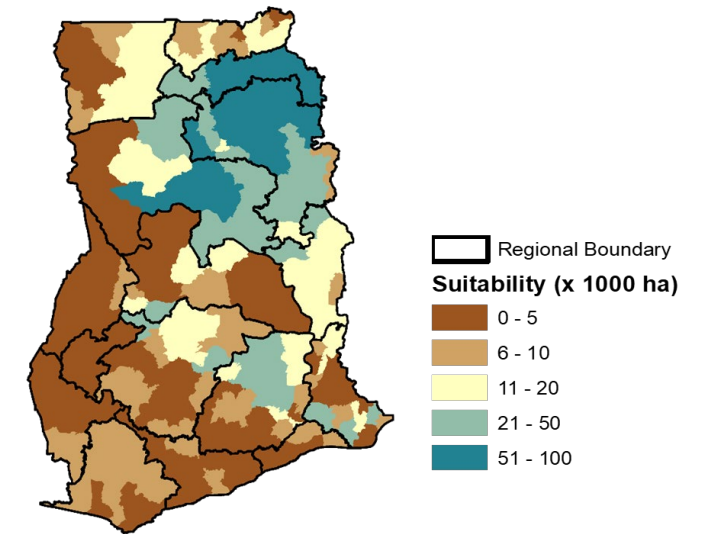 Regional Boundary
Suitability (x 1000 ha)
0 - 5
6 - 10
11 - 20
21 - 50
51 - 100